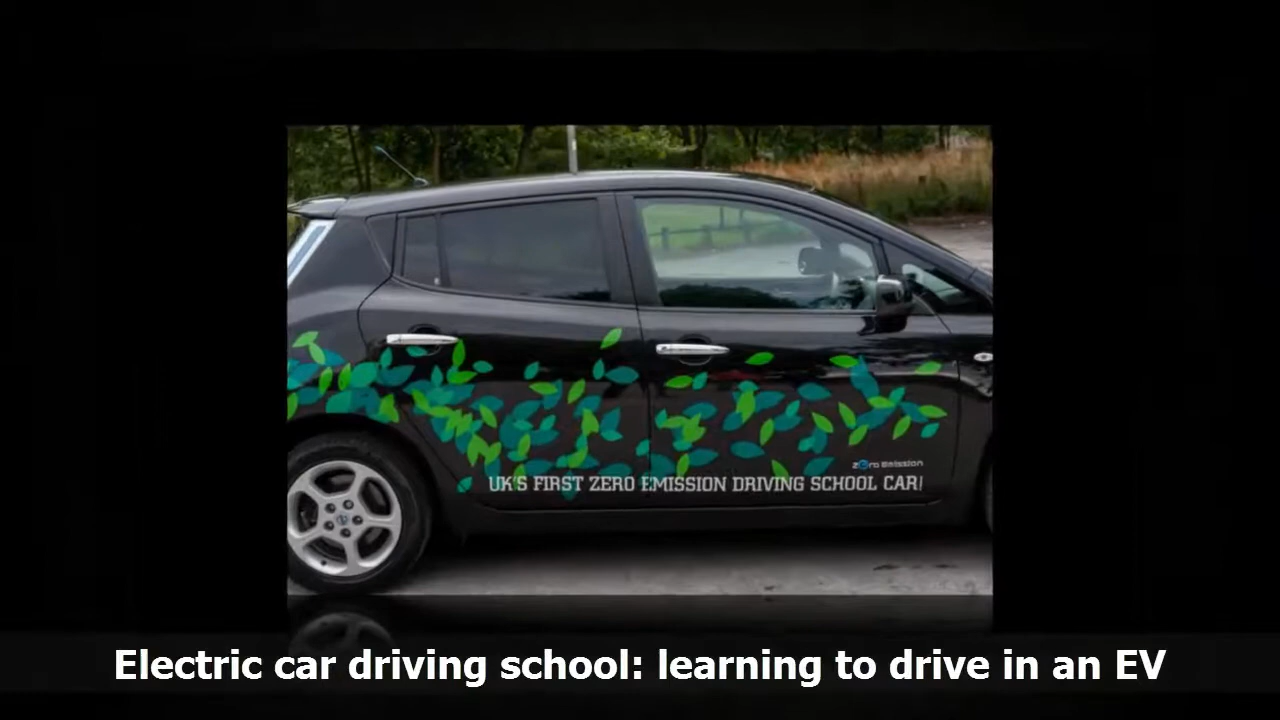 zero emission
UK'S FIRST ZERO EMISSION DRIVING SCHOOL CAR!
Electric car driving school: learning to drive in an EV